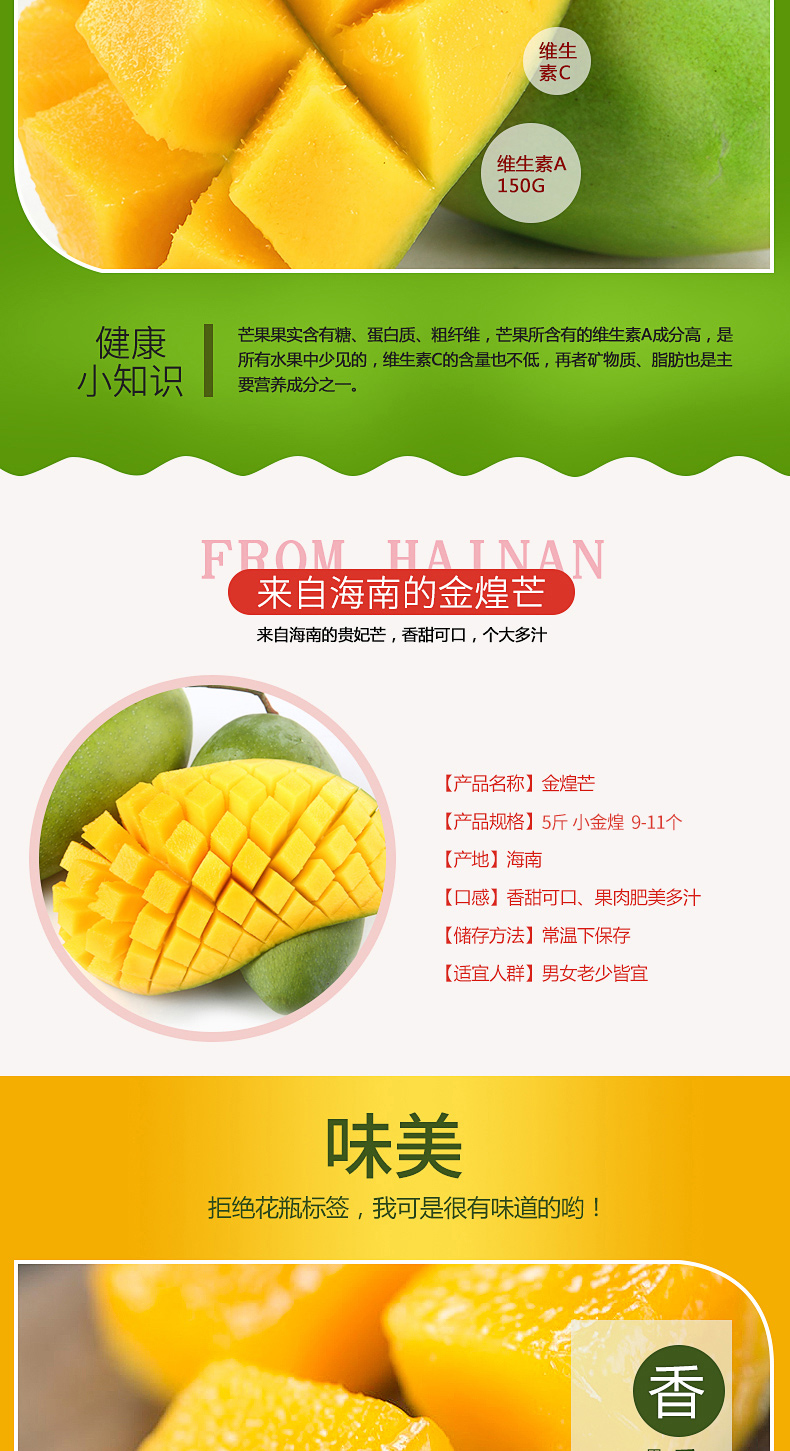 维生
素C
维生素A
150G
健康
小知识
芒果果实含有糖、蛋白质、粗纤维，芒果所含有的维生素A成分高，是
所有水果中少见的，维生素C的含量也不低，再者矿物质、脂肪也是主
要营养成分之一。
FROM HAINAN
来自海南的金煌芒
来自海南的贵妃芒，香甜可口，个大多汁
【产品名称】金煌芒
【产品规格】5斤 小金煌 9-11个
【产地】海南
【口感】香甜可口、果肉肥美多汁
【储存方法】常温下保存
【适宜人群】男女老少皆宜
味美
拒绝花瓶标签，我可是很有味道的哟！
香